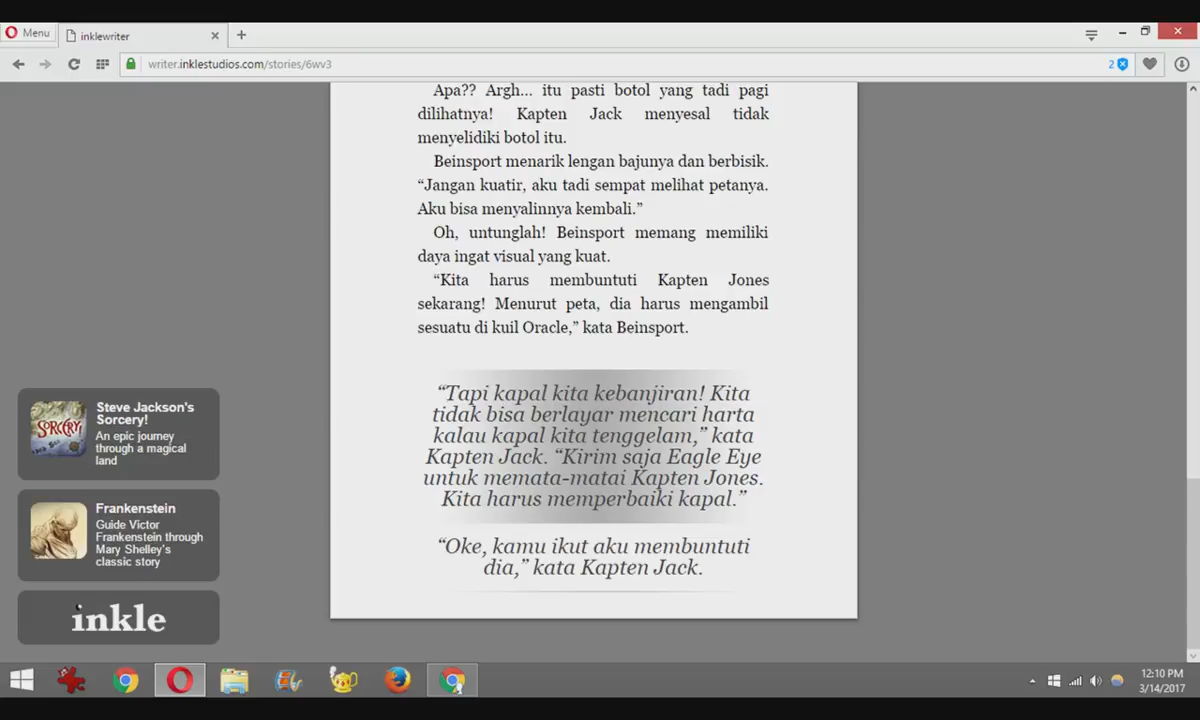 Menu
inklewriter
writer.inklestudios.com/stories/6wv3
2
Apa?? Argh... itu pasti botol yang tadi pagi
dilihatnya! Kapten Jack menyesal tidak
menyelidiki botol itu.
Beinsport menarik lengan bajunya dan berbisik.
“Jangan kuatir, aku tadi sempat melihat petanya.
Aku bisa menyalinnya kembali.”
Oh, untunglah! Beinsport memang memiliki
daya ingat visual yang kuat.
“Kita harus membuntuti Kapten Jones
sekarang! Menurut peta, dia harus mengambil
sesuatu di kuil Oracle,” kata Beinsport.
“Tapi kapal kita kebanjiran! Kita
tidak bisa berlayar mencari harta
kalau kapal kita tenggelam,” kata
Kapten Jack. “Kirim saja Eagle Eye
untuk memata-matai Kapten Jones.
Kita harus memperbaiki kapal.”
“Oke, kamu ikut aku membuntuti
dia,” kata Kapten Jack.
Steve Jackson's
Sorcery!
An epic journey
through a magical
land
SORCERY!
Frankenstein
Guide Victor
Frankenstein through
Mary Shelley's
classic story
inkle
12:10 PM
3/14/2017